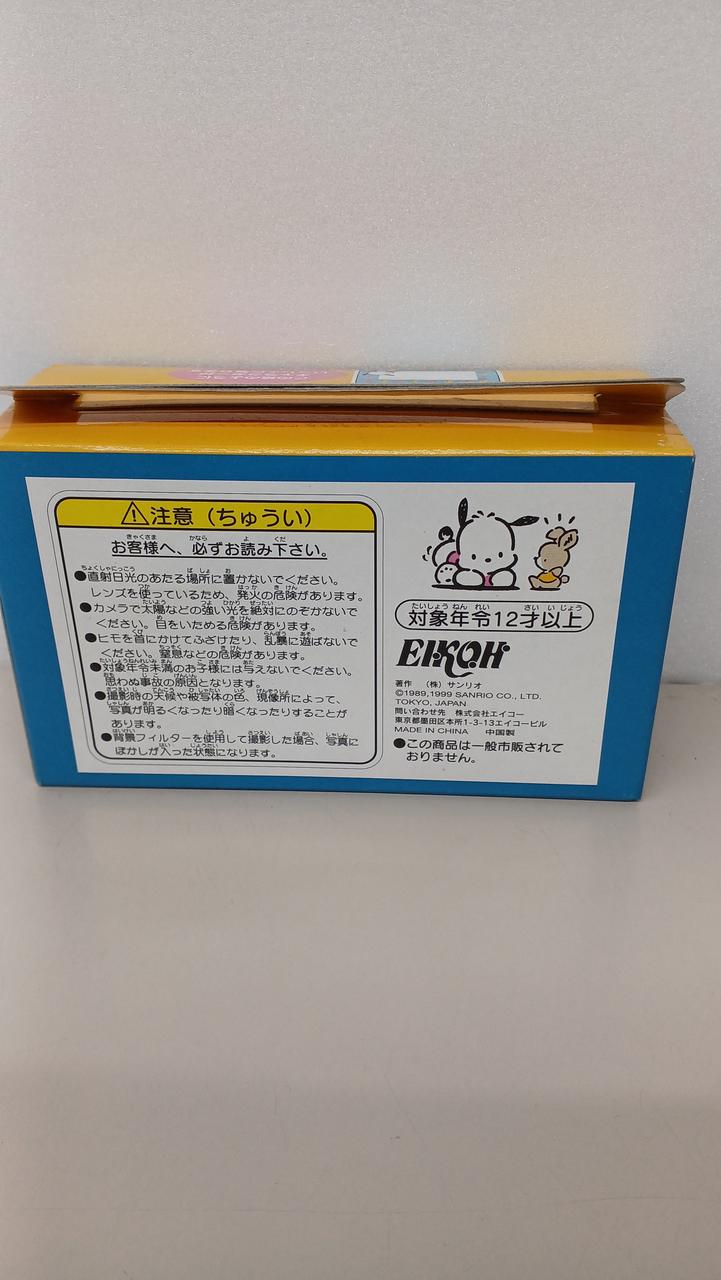 ⚠注意（ちゅうい）
お客様へ、必ずお読み下さい。
●直射日光のあたる場所に置かないでください。
レンズを使っているため、発火の危険があります。
●カメラで太陽などの強い光を絶対にのぞかないで
ください。目をいためる危険があります。
●ヒモを首にかけてふざけたり、乱暴に遊ばないで
ください。窒息などの危険があります。
●対象年令未満のお子様には与えないでください。
思わぬ事故の原因となります。
●撮影時の天候や被写体の色、現像所によって、
写真が明るくなったり暗くなったりすることが
あります。
●背景フィルターを使用して撮影した場合、写真に
ぼかしが入った状態になります。
対象年令12才以上
EIKOH
著作　（株）サンリオ
©1989,1999 SANRIO CO., LTD.
TOKYO, JAPAN
問い合わせ先　株式会社エイコー
東京都墨田区本所1-3-13エイコービル
MADE IN CHINA　中国製
●この商品は一般市販されて
おりません。